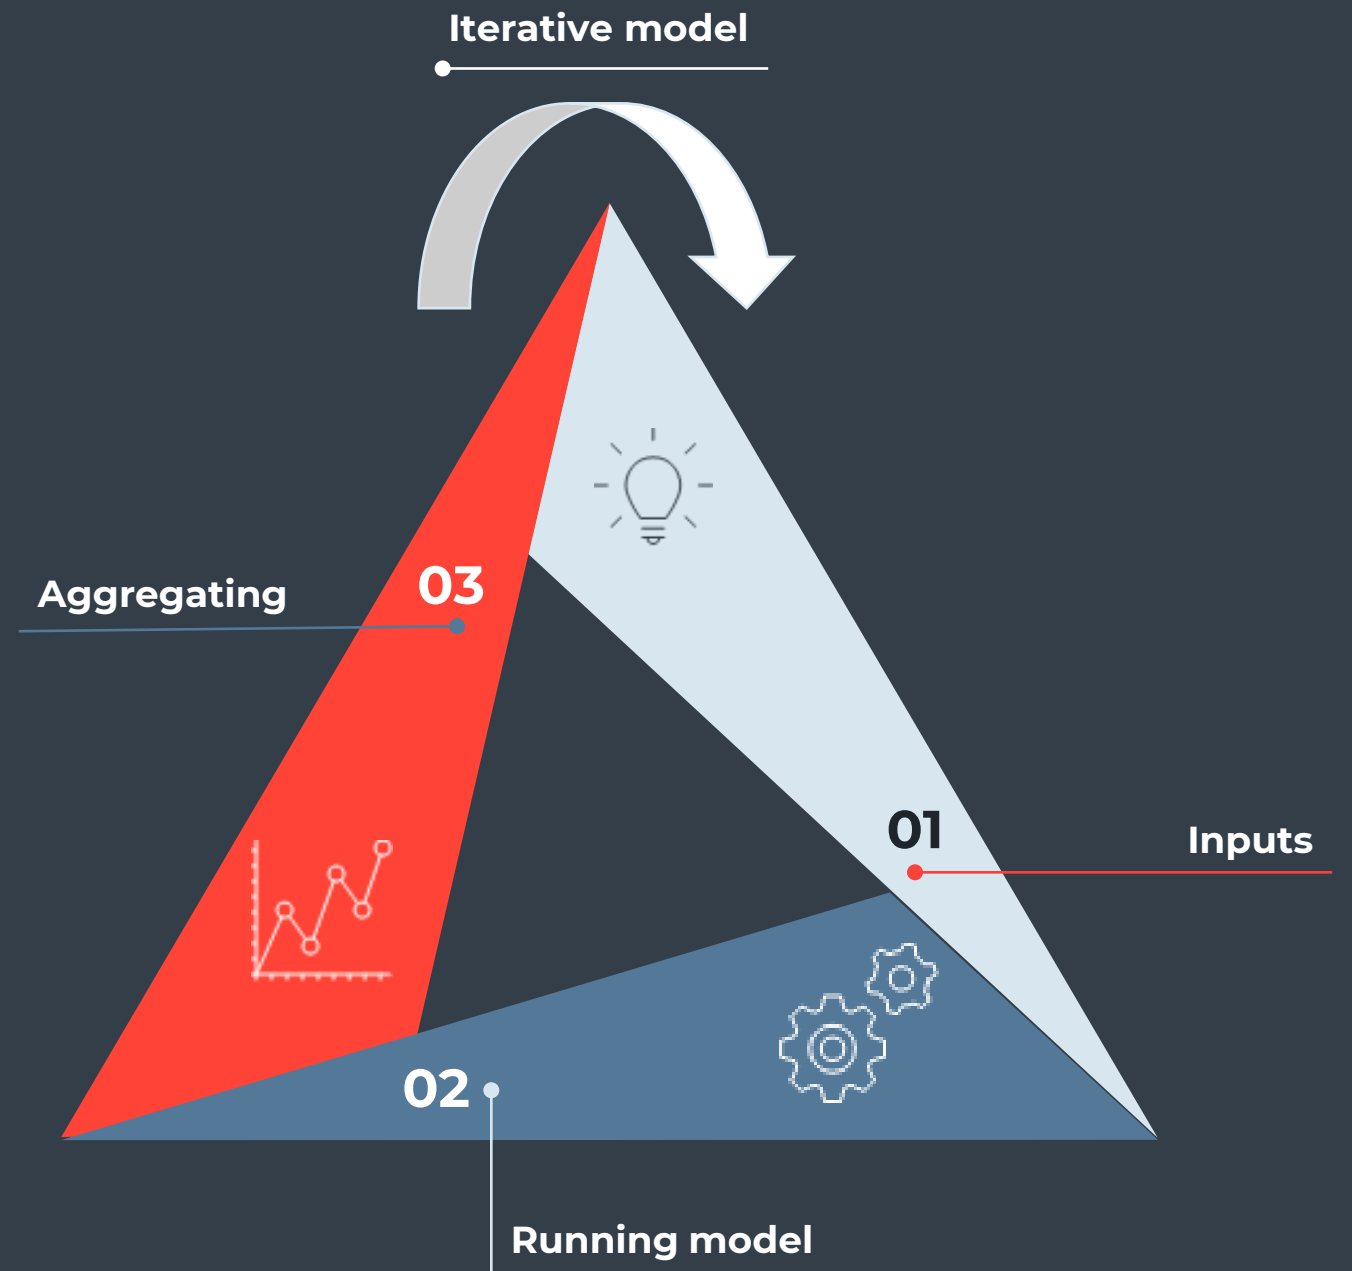 Iterative model
03
Aggregating
01
Inputs
02
Running model